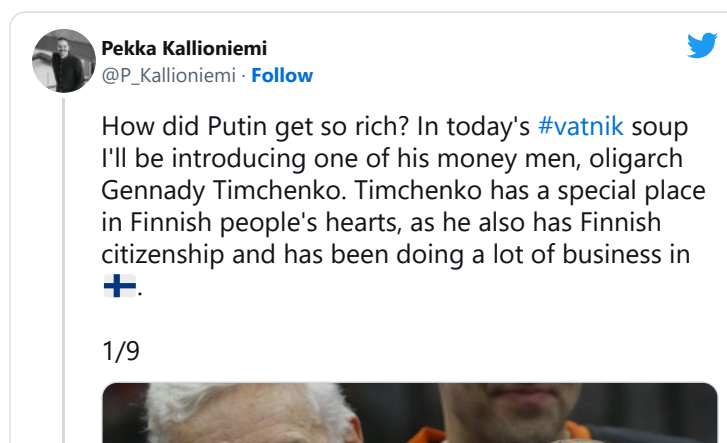 Pekka Kallioniemi
@P_Kallioniemi · Follow
How did Putin get so rich? In today's #vatnik soup
I'll be introducing one of his money men, oligarch
Gennady Timchenko. Timchenko has a special place
in Finnish people's hearts, as he also has Finnish
citizenship and has been doing a lot of business in
🇫🇮.
1/9